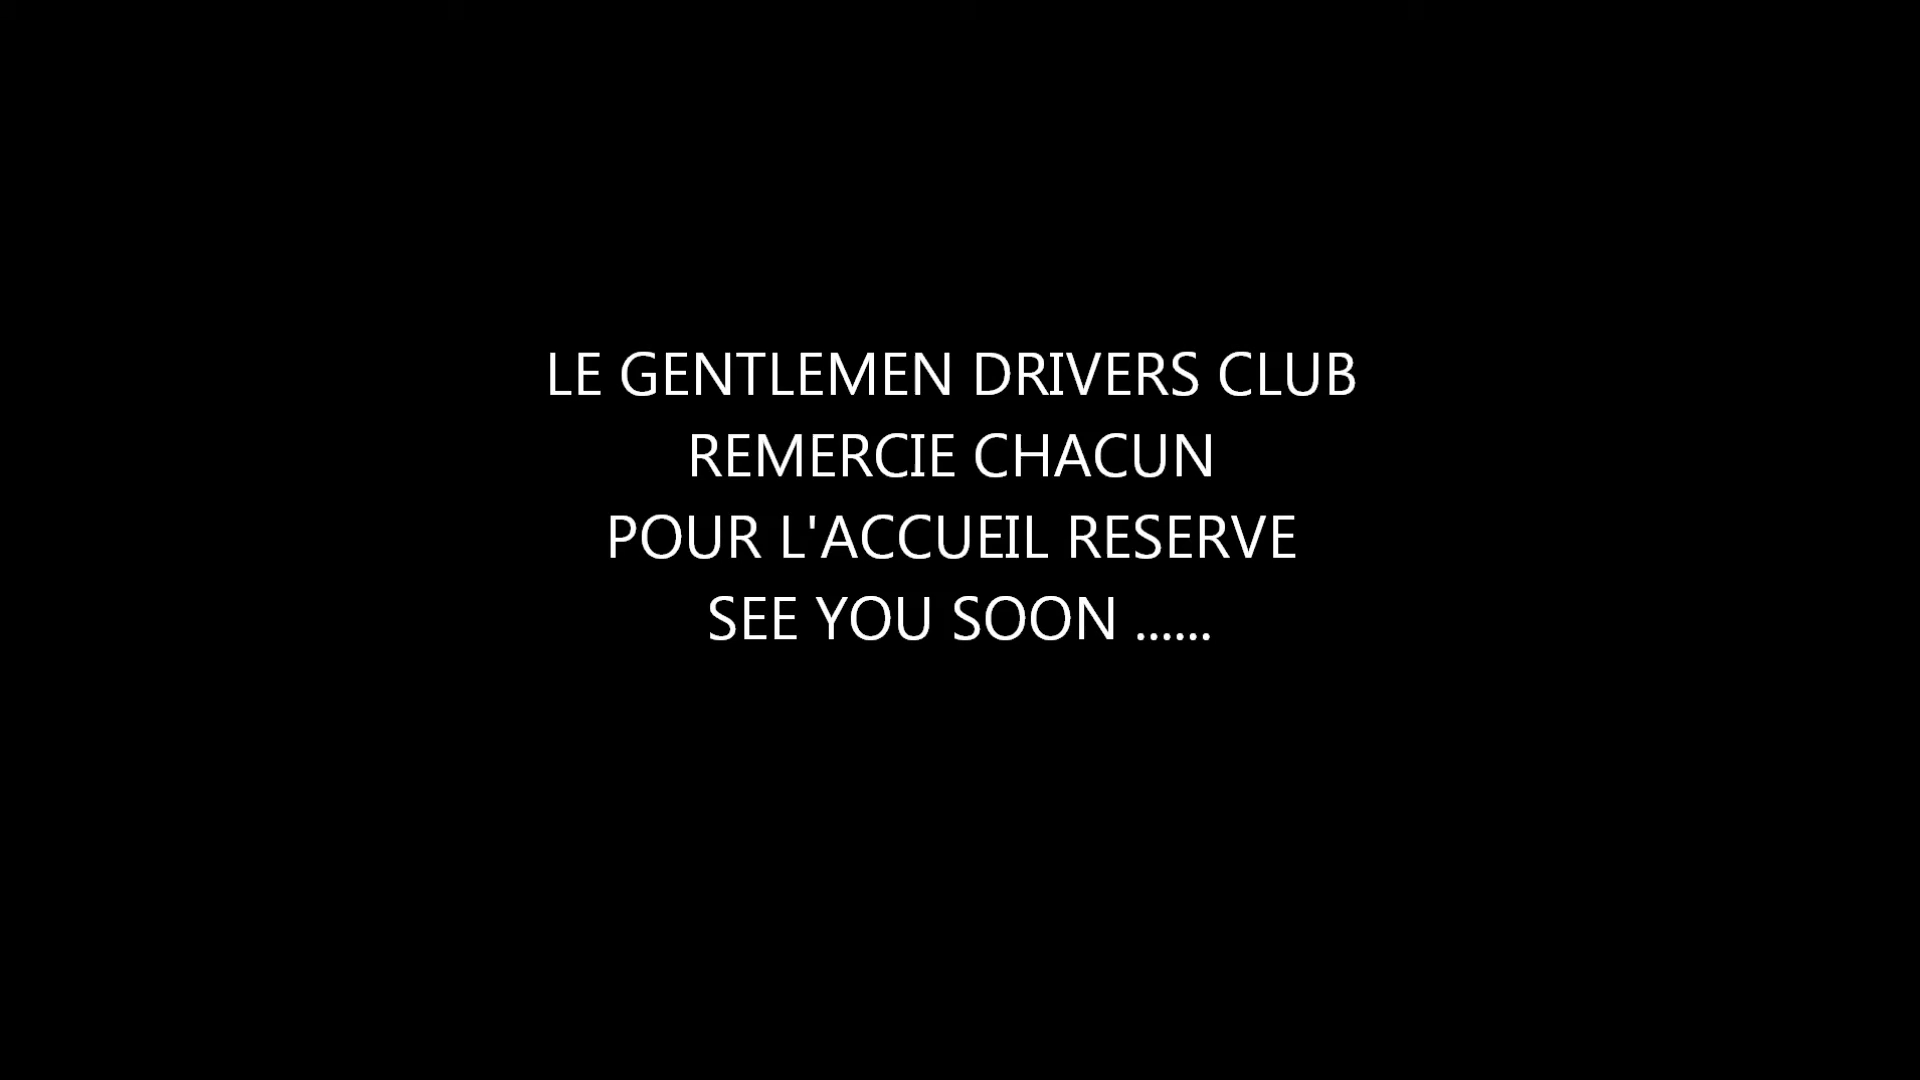 LE GENTLEMEN DRIVERS CLUB
REMERCIE CHACUN
POUR L'ACCUEIL RESERVE
SEE YOU SOON ......